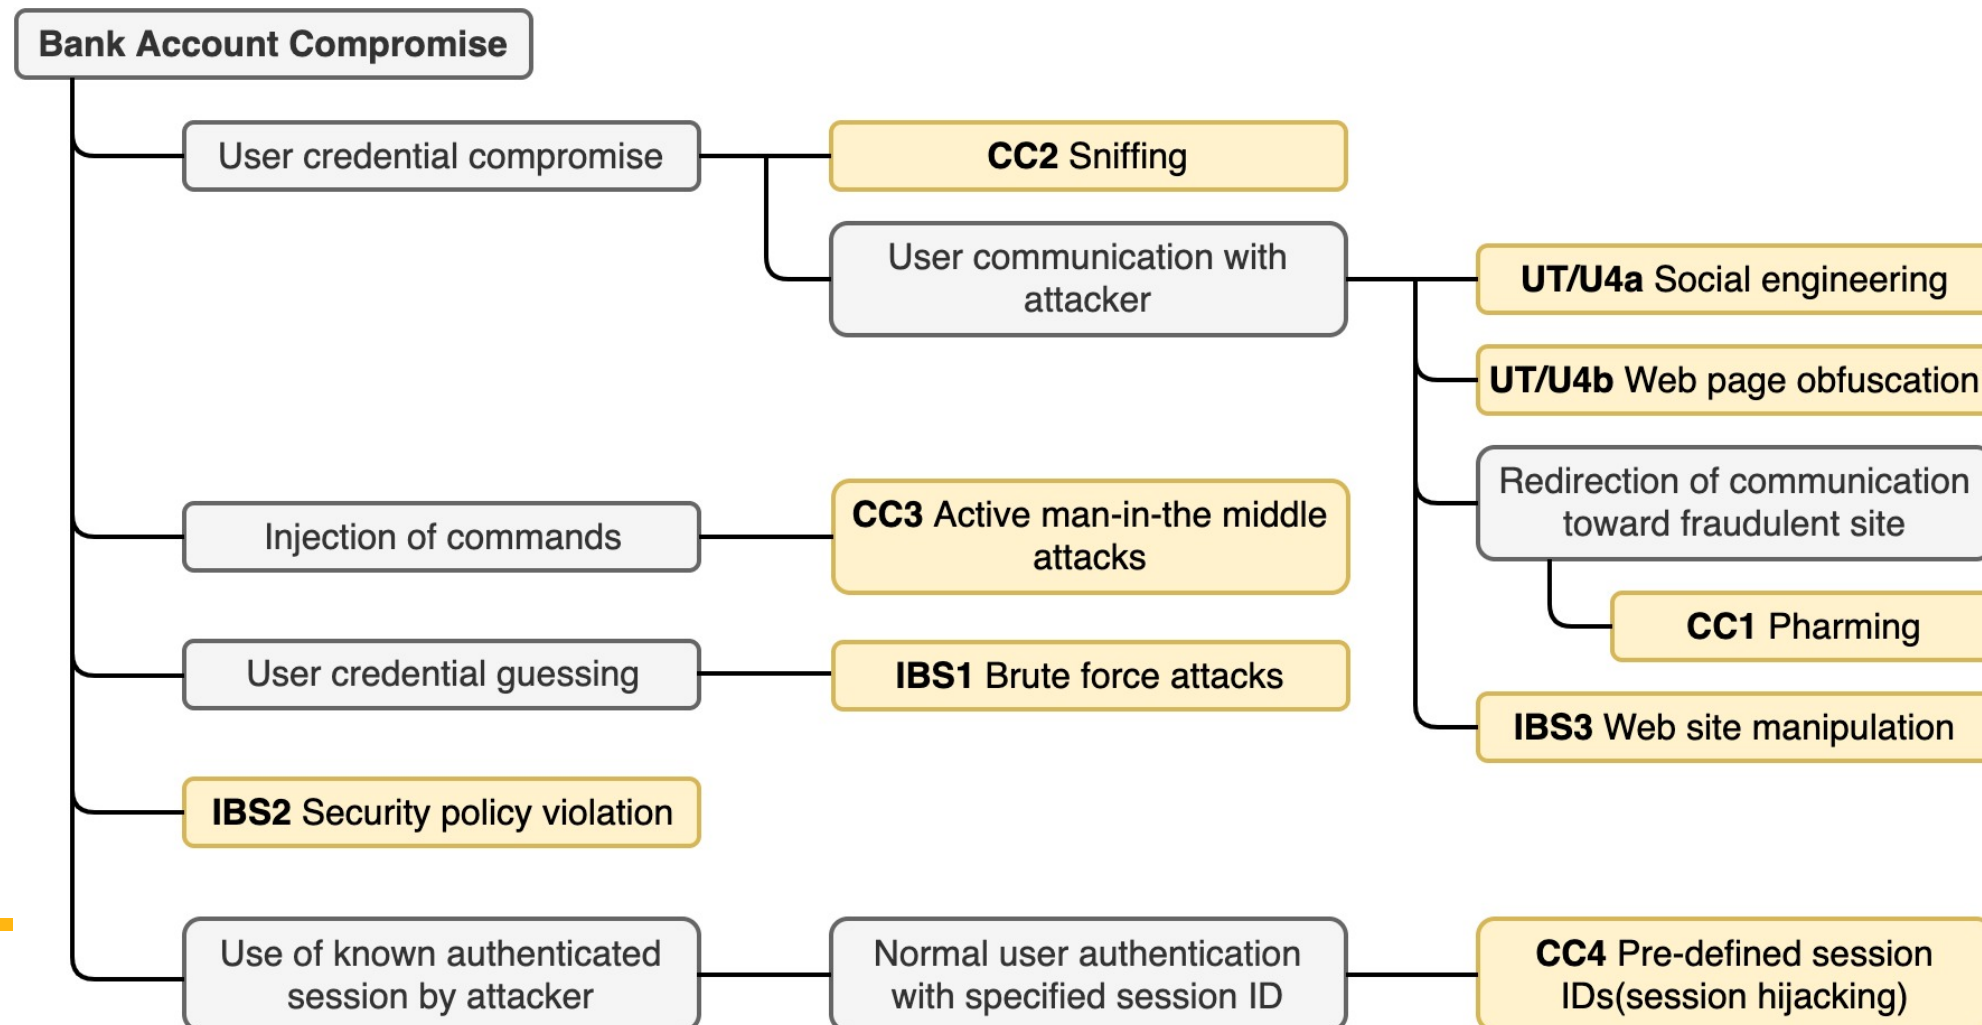 Bank Account Compromise
User credential compromise
CC2 Sniffing
User communication with
attacker
UT/U4a Social engineering
UT/U4b Web page obfuscation
Redirection of communication
toward fraudulent site
CC1 Pharming
IBS3 Web site manipulation
Injection of commands
CC3 Active man-in-the middle
attacks
User credential guessing
IBS1 Brute force attacks
IBS2 Security policy violation
Use of known authenticated
session by attacker
Normal user authentication
with specified session ID
CC4 Pre-defined session
IDs(session hijacking)